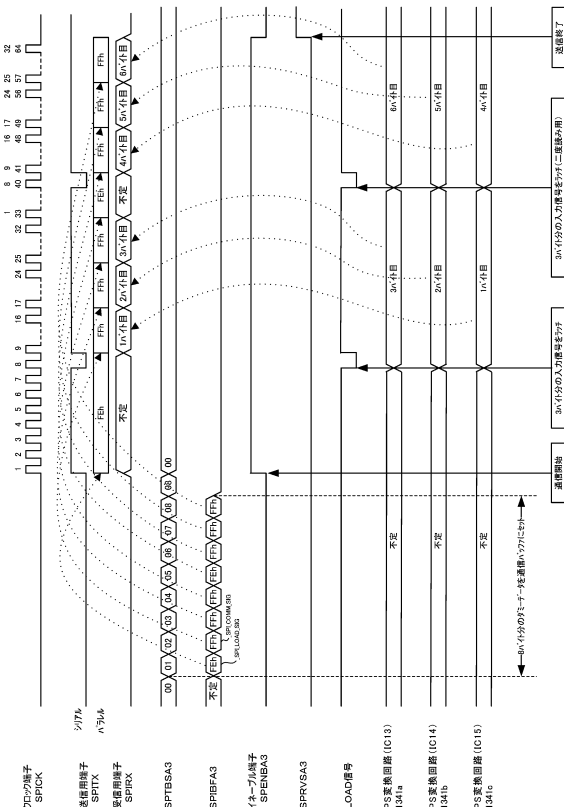 1 8 9 16 17 24 25 32
1 2 3 4 5 6 7 8 9 16 17 24 25 32 33 40 41 48 49 56 57 64
クロック端子
SPICK
シリアル
送信用端子
SPITX
パラレル
FEh FFh FFh FFh FEh FFh FFh FFh
受信用端子
SPIRX
不定 1バイト目 2バイト目 3バイト目 不定 4バイト目 5バイト目 6バイト目
SPTBSA3
00 01 02 03 04 05 06 07 08 00
SPIBFA3
不定 FEh FFh FFh FFh FEh FFh FFh FFh
SPI_LOAD_SIG
SPI_COMM_SIG
イネーブル端子
SPENBA3
SPRVSA3
LOAD信号
PS変換回路(IC13)
341a
不定 3バイト目 6バイト目
PS変換回路(IC14)
341b
不定 2バイト目 5バイト目
PS変換回路(IC15)
341c
不定 1バイト目 4バイト目
8バイト分のダミーデータを通信バッファにセット
通信開始
3バイト分の入力信号をラッチ
3バイト分の入力信号をラッチ(二度読み用)
送信終了